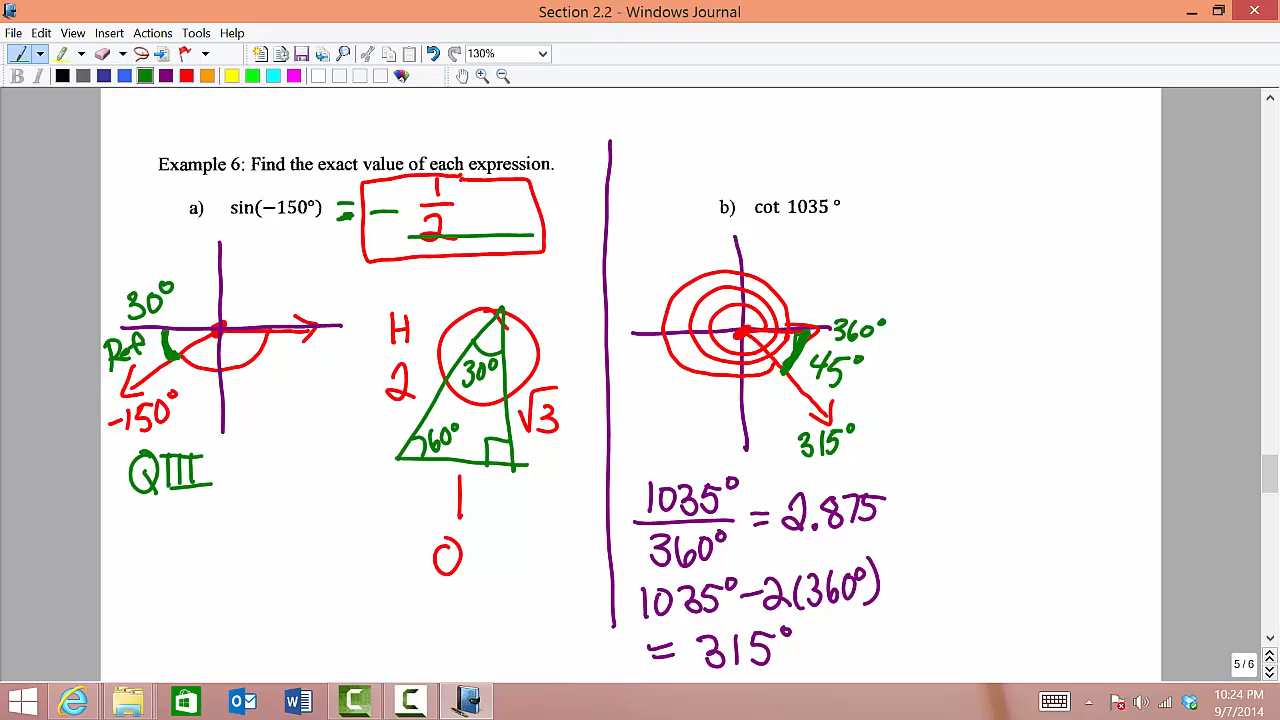 Section 2.2 - Windows Journal
File Edit View Insert Actions Tools Help
130%
B I
Example 6: Find the exact value of each expression.
a) sin(−150°) = − 1/2
30°
Ref
-150°
QIII
H
2
30°
60°
√3
1
O
b) cot 1035 °
360°
45°
315°
1035°/360° = 2.875
1035° − 2(360°)
= 315°
5 / 6
10:24 PM
9/7/2014